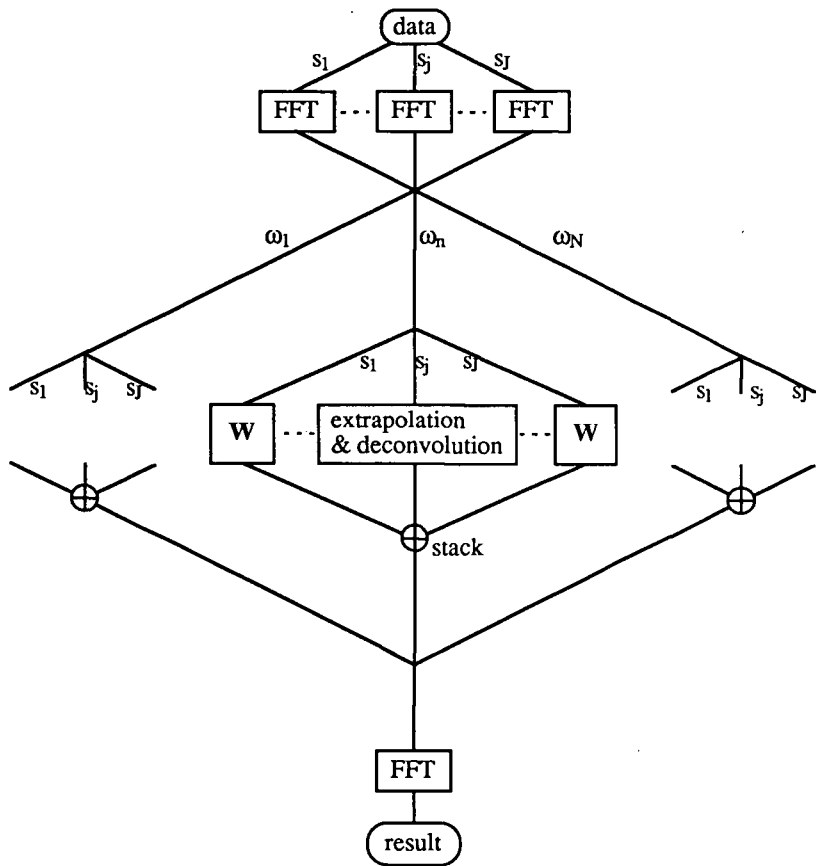 data
s1 sj sJ
FFT FFT FFT
ω1 ωn ωN
s1 sj sJ
s1 sj sJ
s1 sj sJ
W
extrapolation
& deconvolution
W
stack
FFT
result